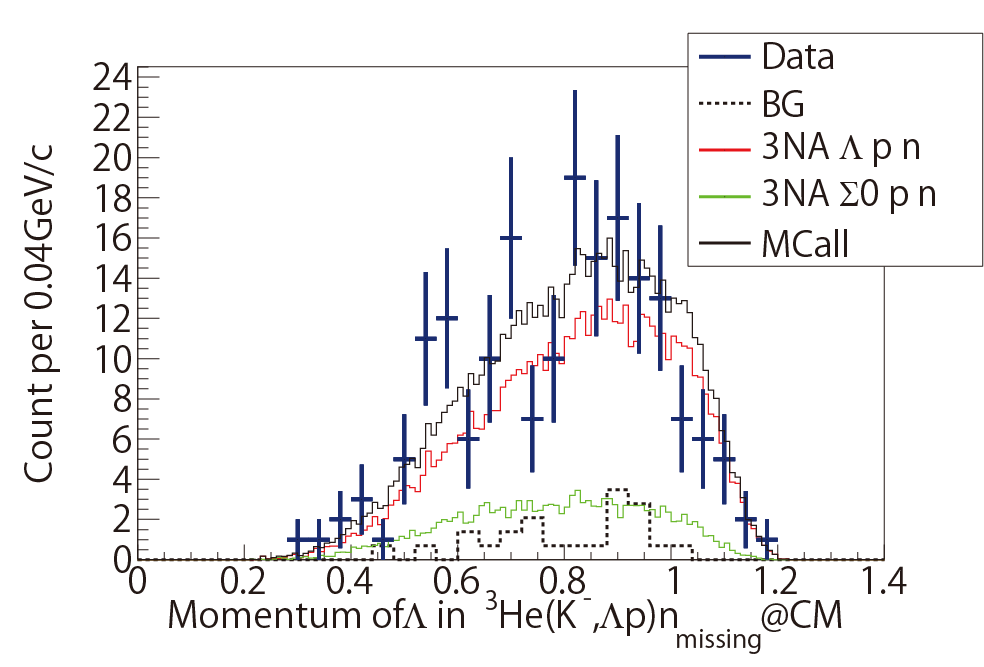 Count per 0.04GeV/c
24
22
20
18
16
14
12
10
8
6
4
2
0
0 0.2 0.4 0.6 0.8 1 1.2 1.4
Momentum ofΛ in ³He(K⁻,Λp)n_missing@CM
Data
BG
3NA Λ p n
3NA Σ0 p n
MCall